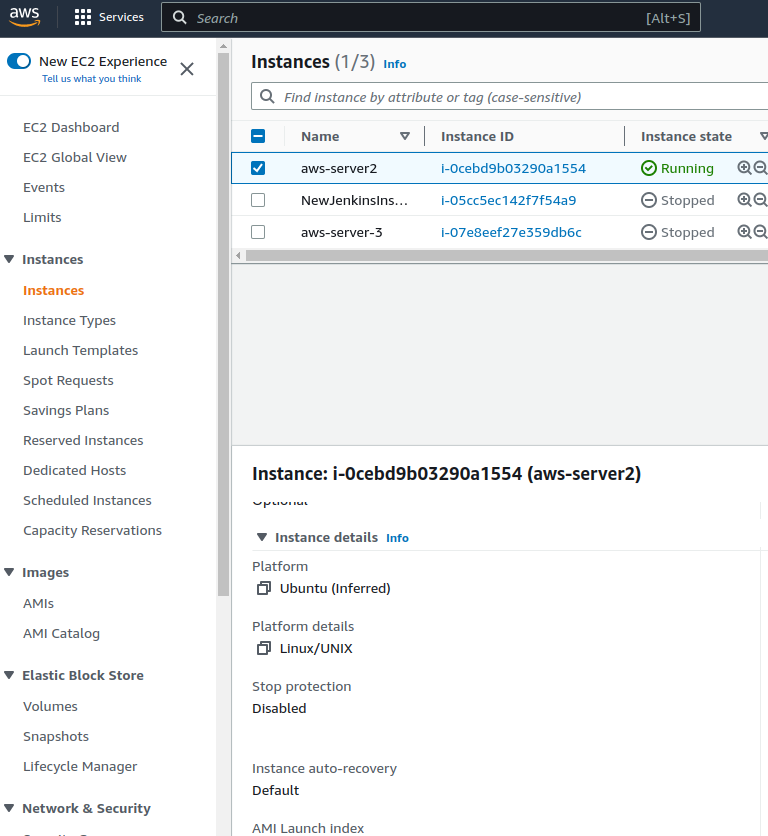 aws
Services
Search
[Alt+S]
New EC2 Experience
Tell us what you think
EC2 Dashboard
EC2 Global View
Events
Limits
Instances
Instances
Instance Types
Launch Templates
Spot Requests
Savings Plans
Reserved Instances
Dedicated Hosts
Scheduled Instances
Capacity Reservations
Images
AMIs
AMI Catalog
Elastic Block Store
Volumes
Snapshots
Lifecycle Manager
Network & Security
Instances (1/3) Info
Find instance by attribute or tag (case-sensitive)
Name Instance ID Instance state
aws-server2 i-0cebd9b03290a1554 Running
NewJenkinsIns... i-05cc5ec142f7f54a9 Stopped
aws-server-3 i-07e8eef27e359db6c Stopped
Instance: i-0cebd9b03290a1554 (aws-server2)
Optional
Instance details Info
Platform
Ubuntu (Inferred)
Platform details
Linux/UNIX
Stop protection
Disabled
Instance auto-recovery
Default
AMI Launch index